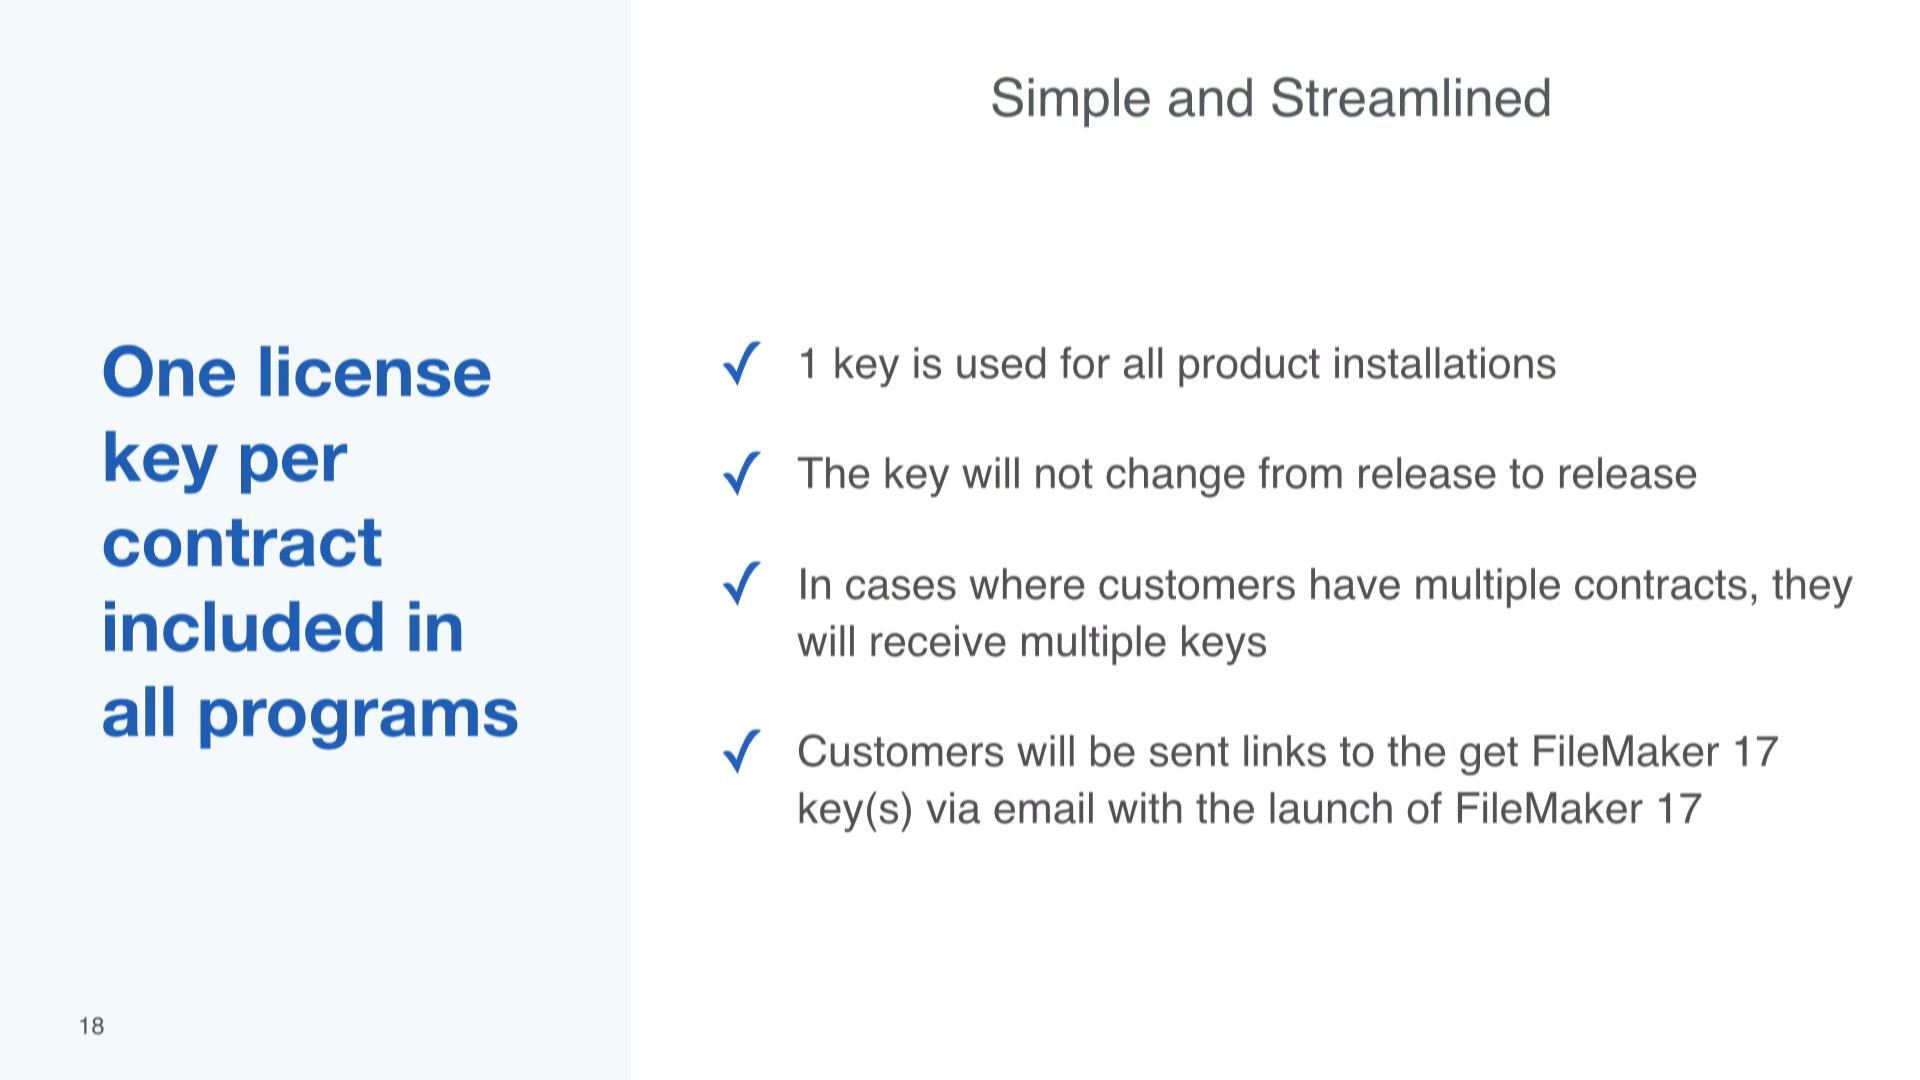 Simple and Streamlined
One license
key per
contract
included in
all programs
✓ 1 key is used for all product installations
✓ The key will not change from release to release
✓ In cases where customers have multiple contracts, they
will receive multiple keys
✓ Customers will be sent links to the get FileMaker 17
key(s) via email with the launch of FileMaker 17
18